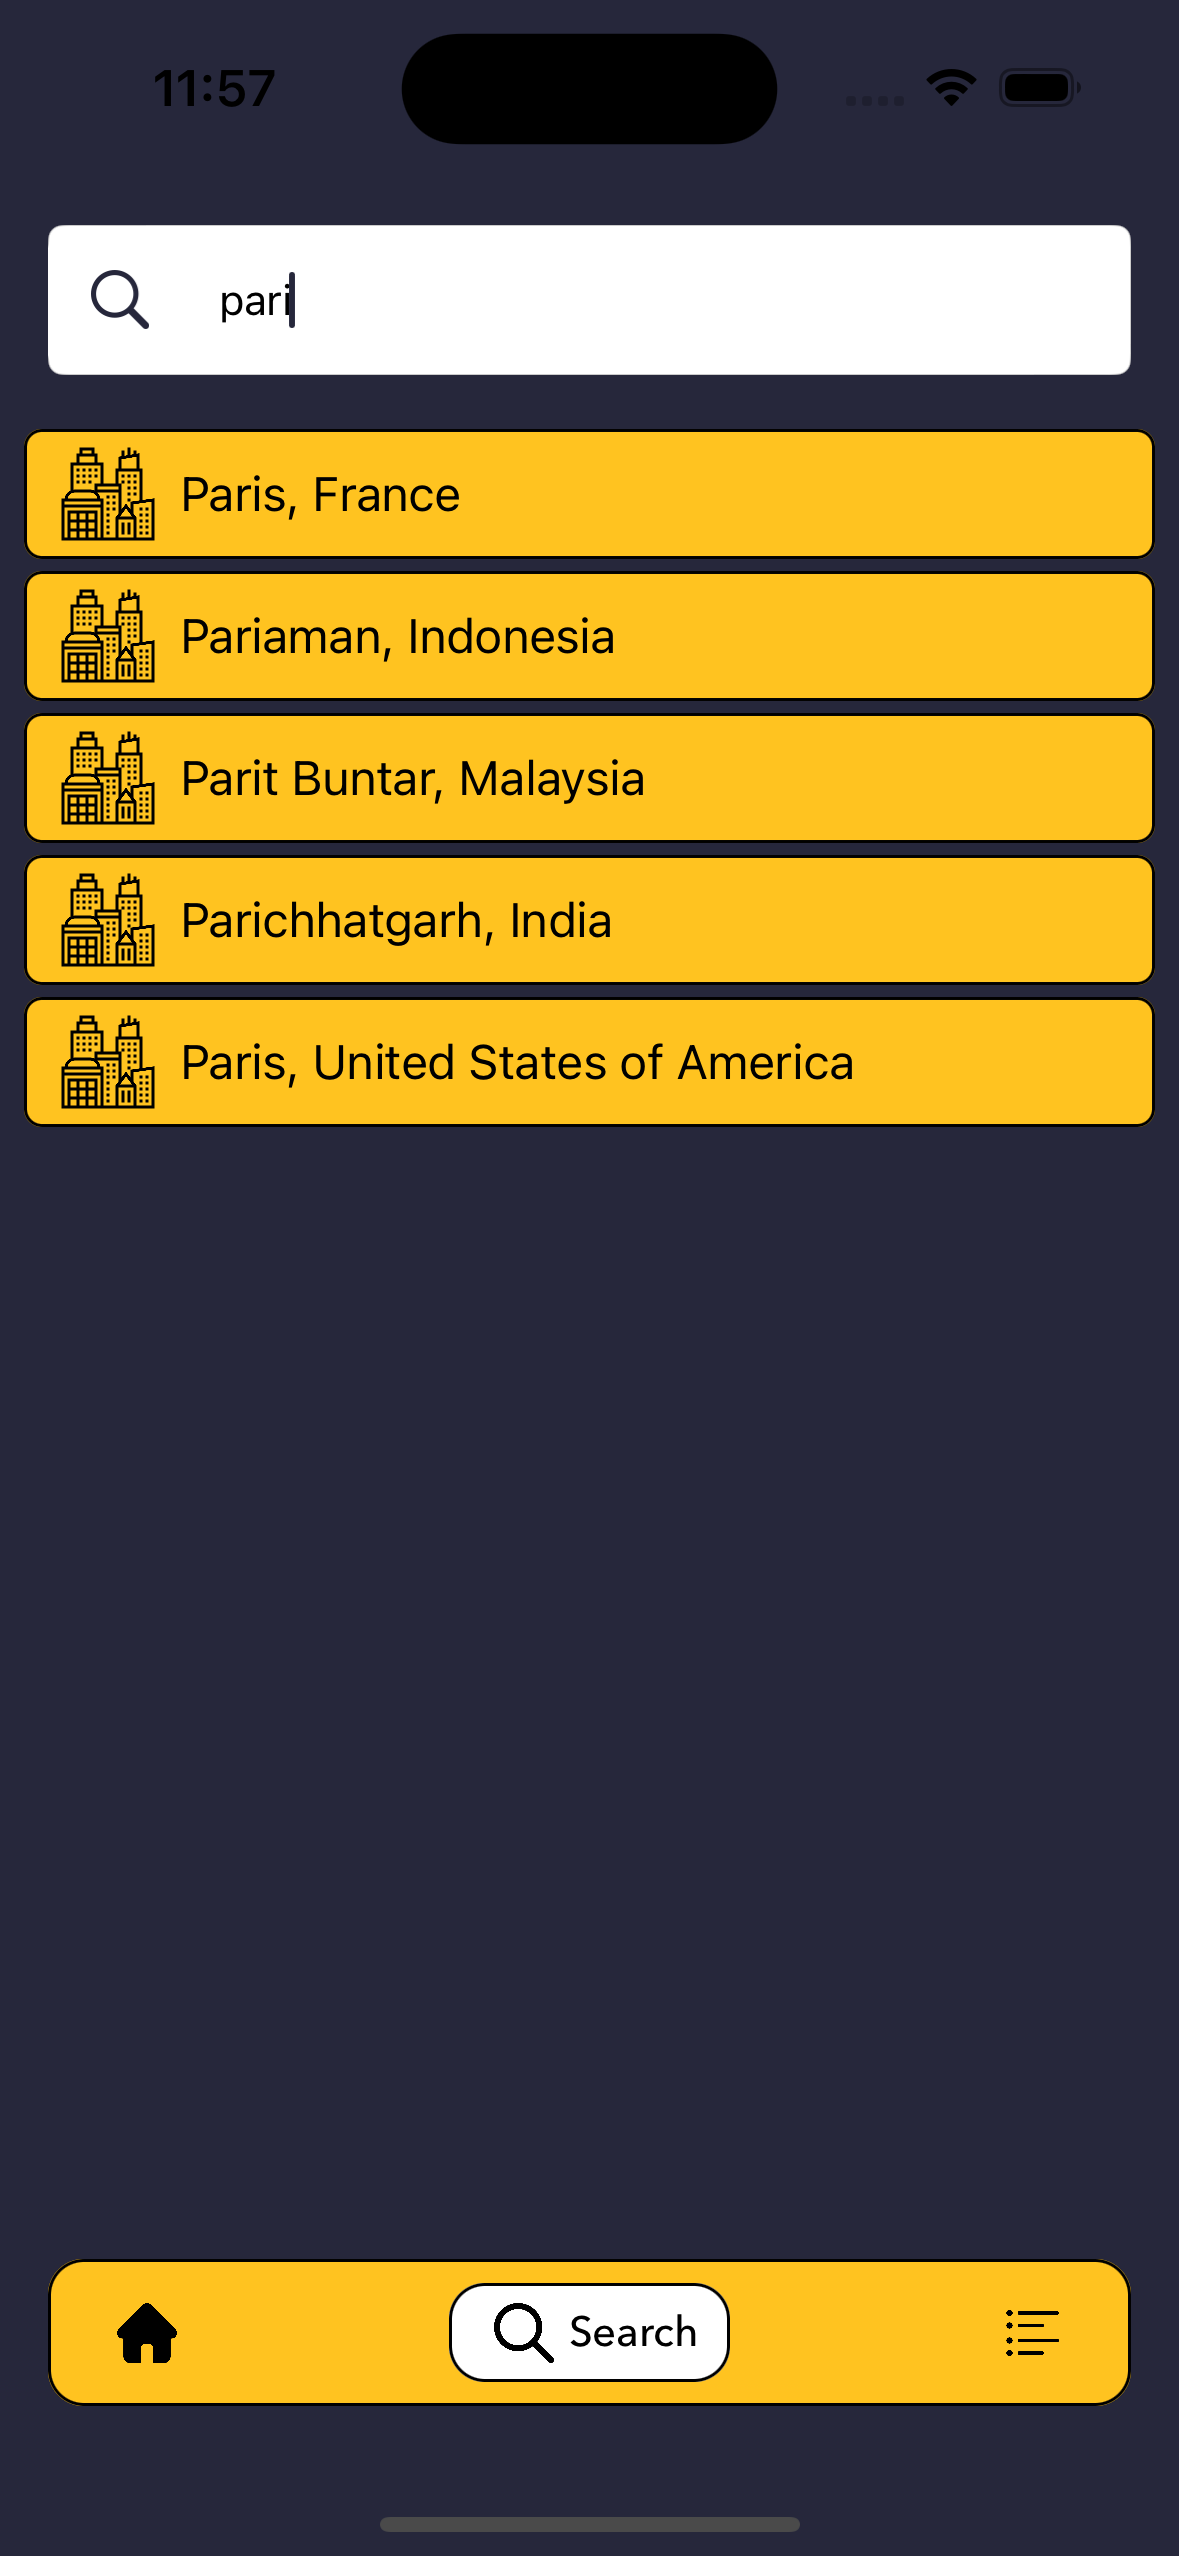 11:57
pari
Paris, France
Pariaman, Indonesia
Parit Buntar, Malaysia
Parichhatgarh, India
Paris, United States of America
Search